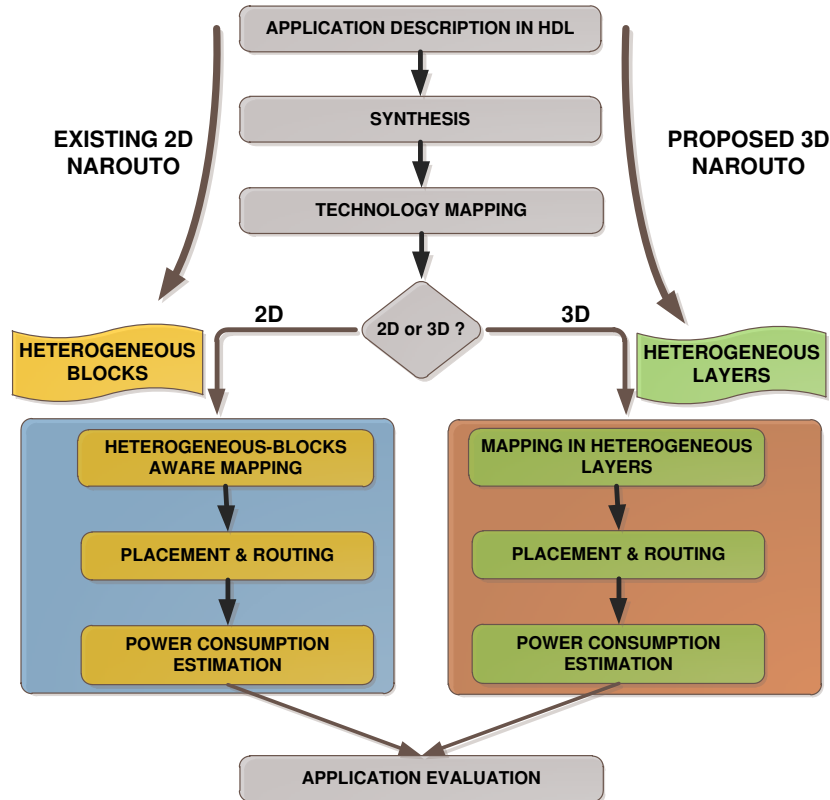 APPLICATION DESCRIPTION IN HDL
SYNTHESIS
EXISTING 2D
NAROUTO
PROPOSED 3D
NAROUTO
TECHNOLOGY MAPPING
2D
2D or 3D ?
3D
HETEROGENEOUS
BLOCKS
HETEROGENEOUS
LAYERS
HETEROGENEOUS-BLOCKS
AWARE MAPPING
PLACEMENT & ROUTING
POWER CONSUMPTION
ESTIMATION
MAPPING IN HETEROGENEOUS
LAYERS
PLACEMENT & ROUTING
POWER CONSUMPTION
ESTIMATION
APPLICATION EVALUATION